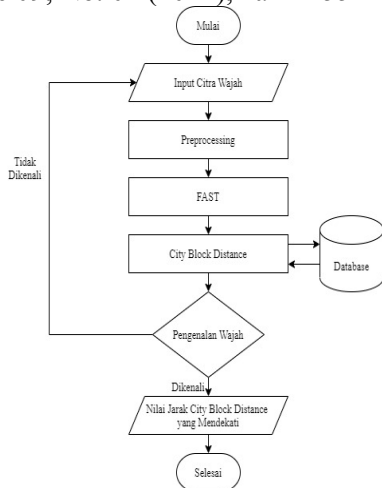 Mulai
Input Citra Wajah
Preprocessing
Tidak
Dikenali
FAST
City Block Distance
Database
Pengenalan Wajah
Dikenali
Nilai Jarak City Block Distance
yang Mendekati
Selesai